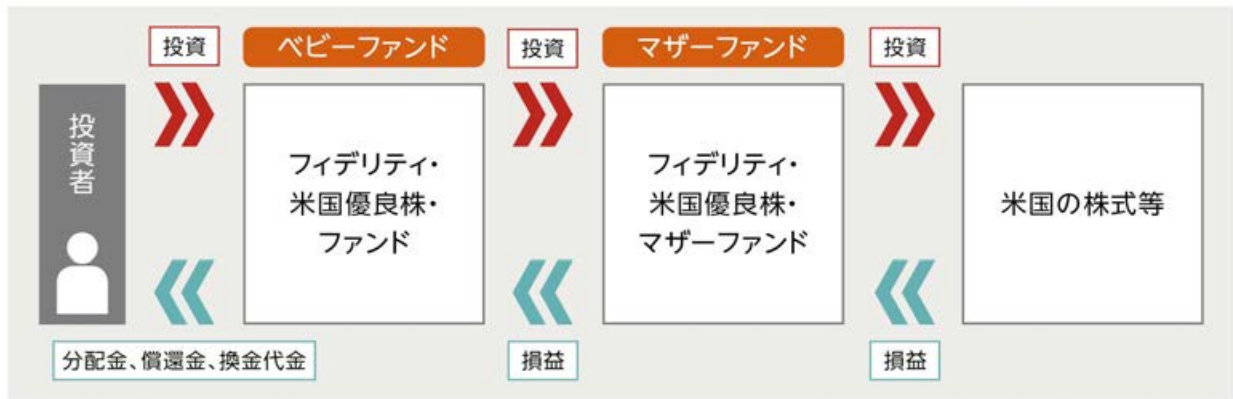 投資
ベビーファンド
投資
マザーファンド
投資
投資者
フィデリティ・
米国優良株・
ファンド
フィデリティ・
米国優良株・
マザーファンド
米国の株式等
分配金、償還金、換金代金
損益
損益